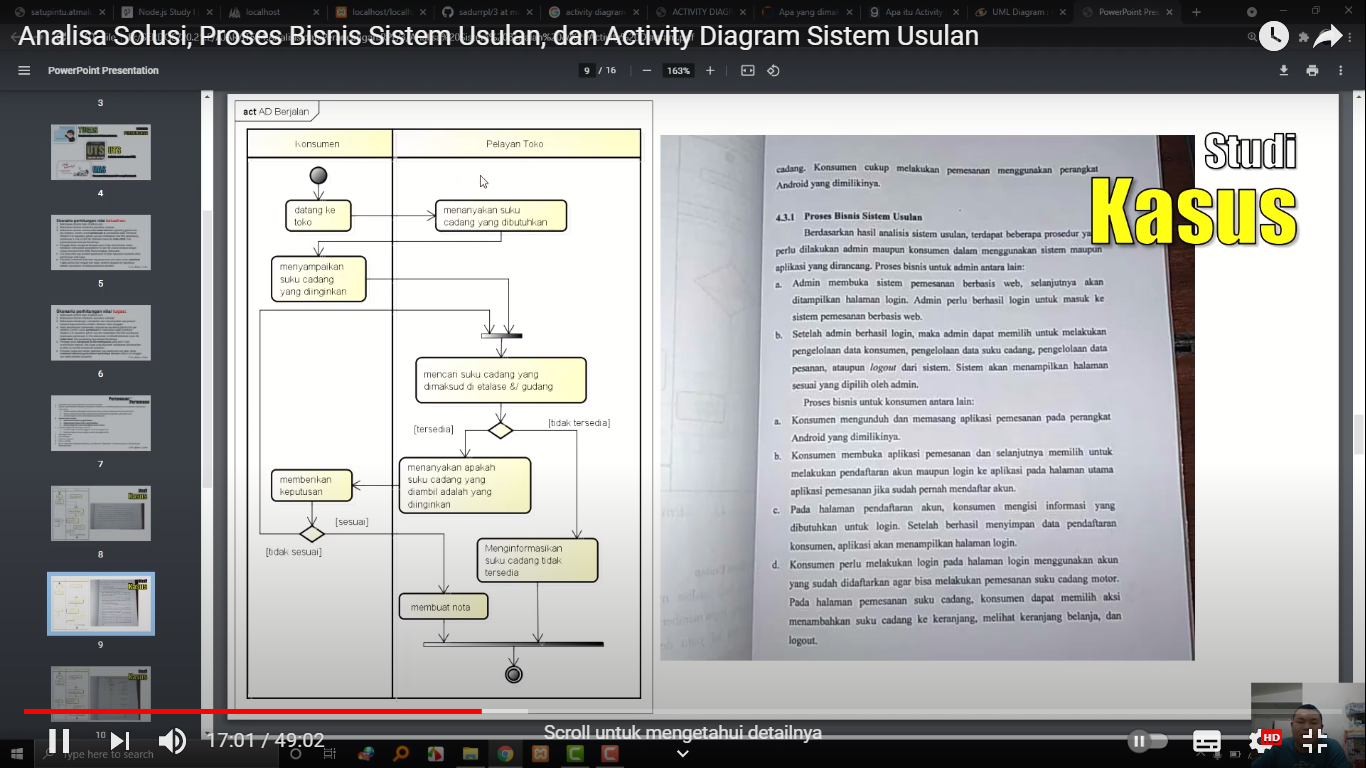 satupintu.atmal
Node.js Study
localhost
localhost/local
sadurrpl/3 at m
activity diagram
ACTIVITY DIAG
Apa yang dima
Apa itu Activity
UML Diagram
PowerPoint Pre
Analisa Solusi, Proses Bisnis Sistem Usulan, dan Activity Diagram Sistem Usulan
PowerPoint Presentation
9 / 16
163%
3
4
5
6
7
8
9
10
act AD Berjalan
Konsumen
Pelayan Toko
datang ke
toko
menanyakan suku
cadang yang dibutuhkan
menyampaikan
suku cadang
yang diinginkan
mencari suku cadang yang
dimaksud di etalase &/ gudang
[tersedia]
[tidak tersedia]
menanyakan apakah
suku cadang yang
diambil adalah yang
diinginkan
memberikan
keputusan
[sesuai]
[tidak sesuai]
Menginformasikan
suku cadang tidak
tersedia
membuat nota
Studi
Kasus
cadang. Konsumen cukup melakukan pemesanan menggunakan perangkat
Android yang dimilikinya.
4.3.1 Proses Bisnis Sistem Usulan
Berdasarkan hasil analisis sistem usulan, terdapat beberapa prosedur
perlu dilakukan admin maupun konsumen dalam menggunakan sistem maupun
aplikasi yang dirancang. Proses bisnis untuk admin antara lain:
a. Admin membuka sistem pemesanan berbasis web, selanjutnya akan
ditampilkan halaman login. Admin perlu berhasil login untuk masuk ke
sistem pemesanan berbasis web.
b. Setelah admin berhasil login, maka admin dapat memilih untuk melakukan
pengelolaan data konsumen, pengelolaan data suku cadang, pengelolaan data
pesanan, ataupun logout dari sistem. Sistem akan menampilkan halaman
sesuai yang dipilih oleh admin.
Proses bisnis untuk konsumen antara lain:
a. Konsumen mengunduh dan memasang aplikasi pemesanan pada perangkat
Android yang dimilikinya.
b. Konsumen membuka aplikasi pemesanan dan selanjutnya memilih untuk
melakukan pendaftaran akun maupun login ke aplikasi pada halaman utama
aplikasi pemesanan jika sudah pernah mendaftar akun.
c. Pada halaman pendaftaran akun, konsumen mengisi informasi yang
dibutuhkan untuk login. Setelah berhasil menyimpan data pendaftaran
konsumen, aplikasi akan menampilkan halaman login.
d. Konsumen perlu melakukan login pada halaman login menggunakan akun
yang sudah didaftarkan agar bisa melakukan pemesanan suku cadang motor.
Pada halaman pemesanan suku cadang, konsumen dapat memilih aksi
menambahkan suku cadang ke keranjang, melihat keranjang belanja, dan
logout.
17:01 / 49:02
Scroll untuk mengetahui detailnya
HD
Type here to search